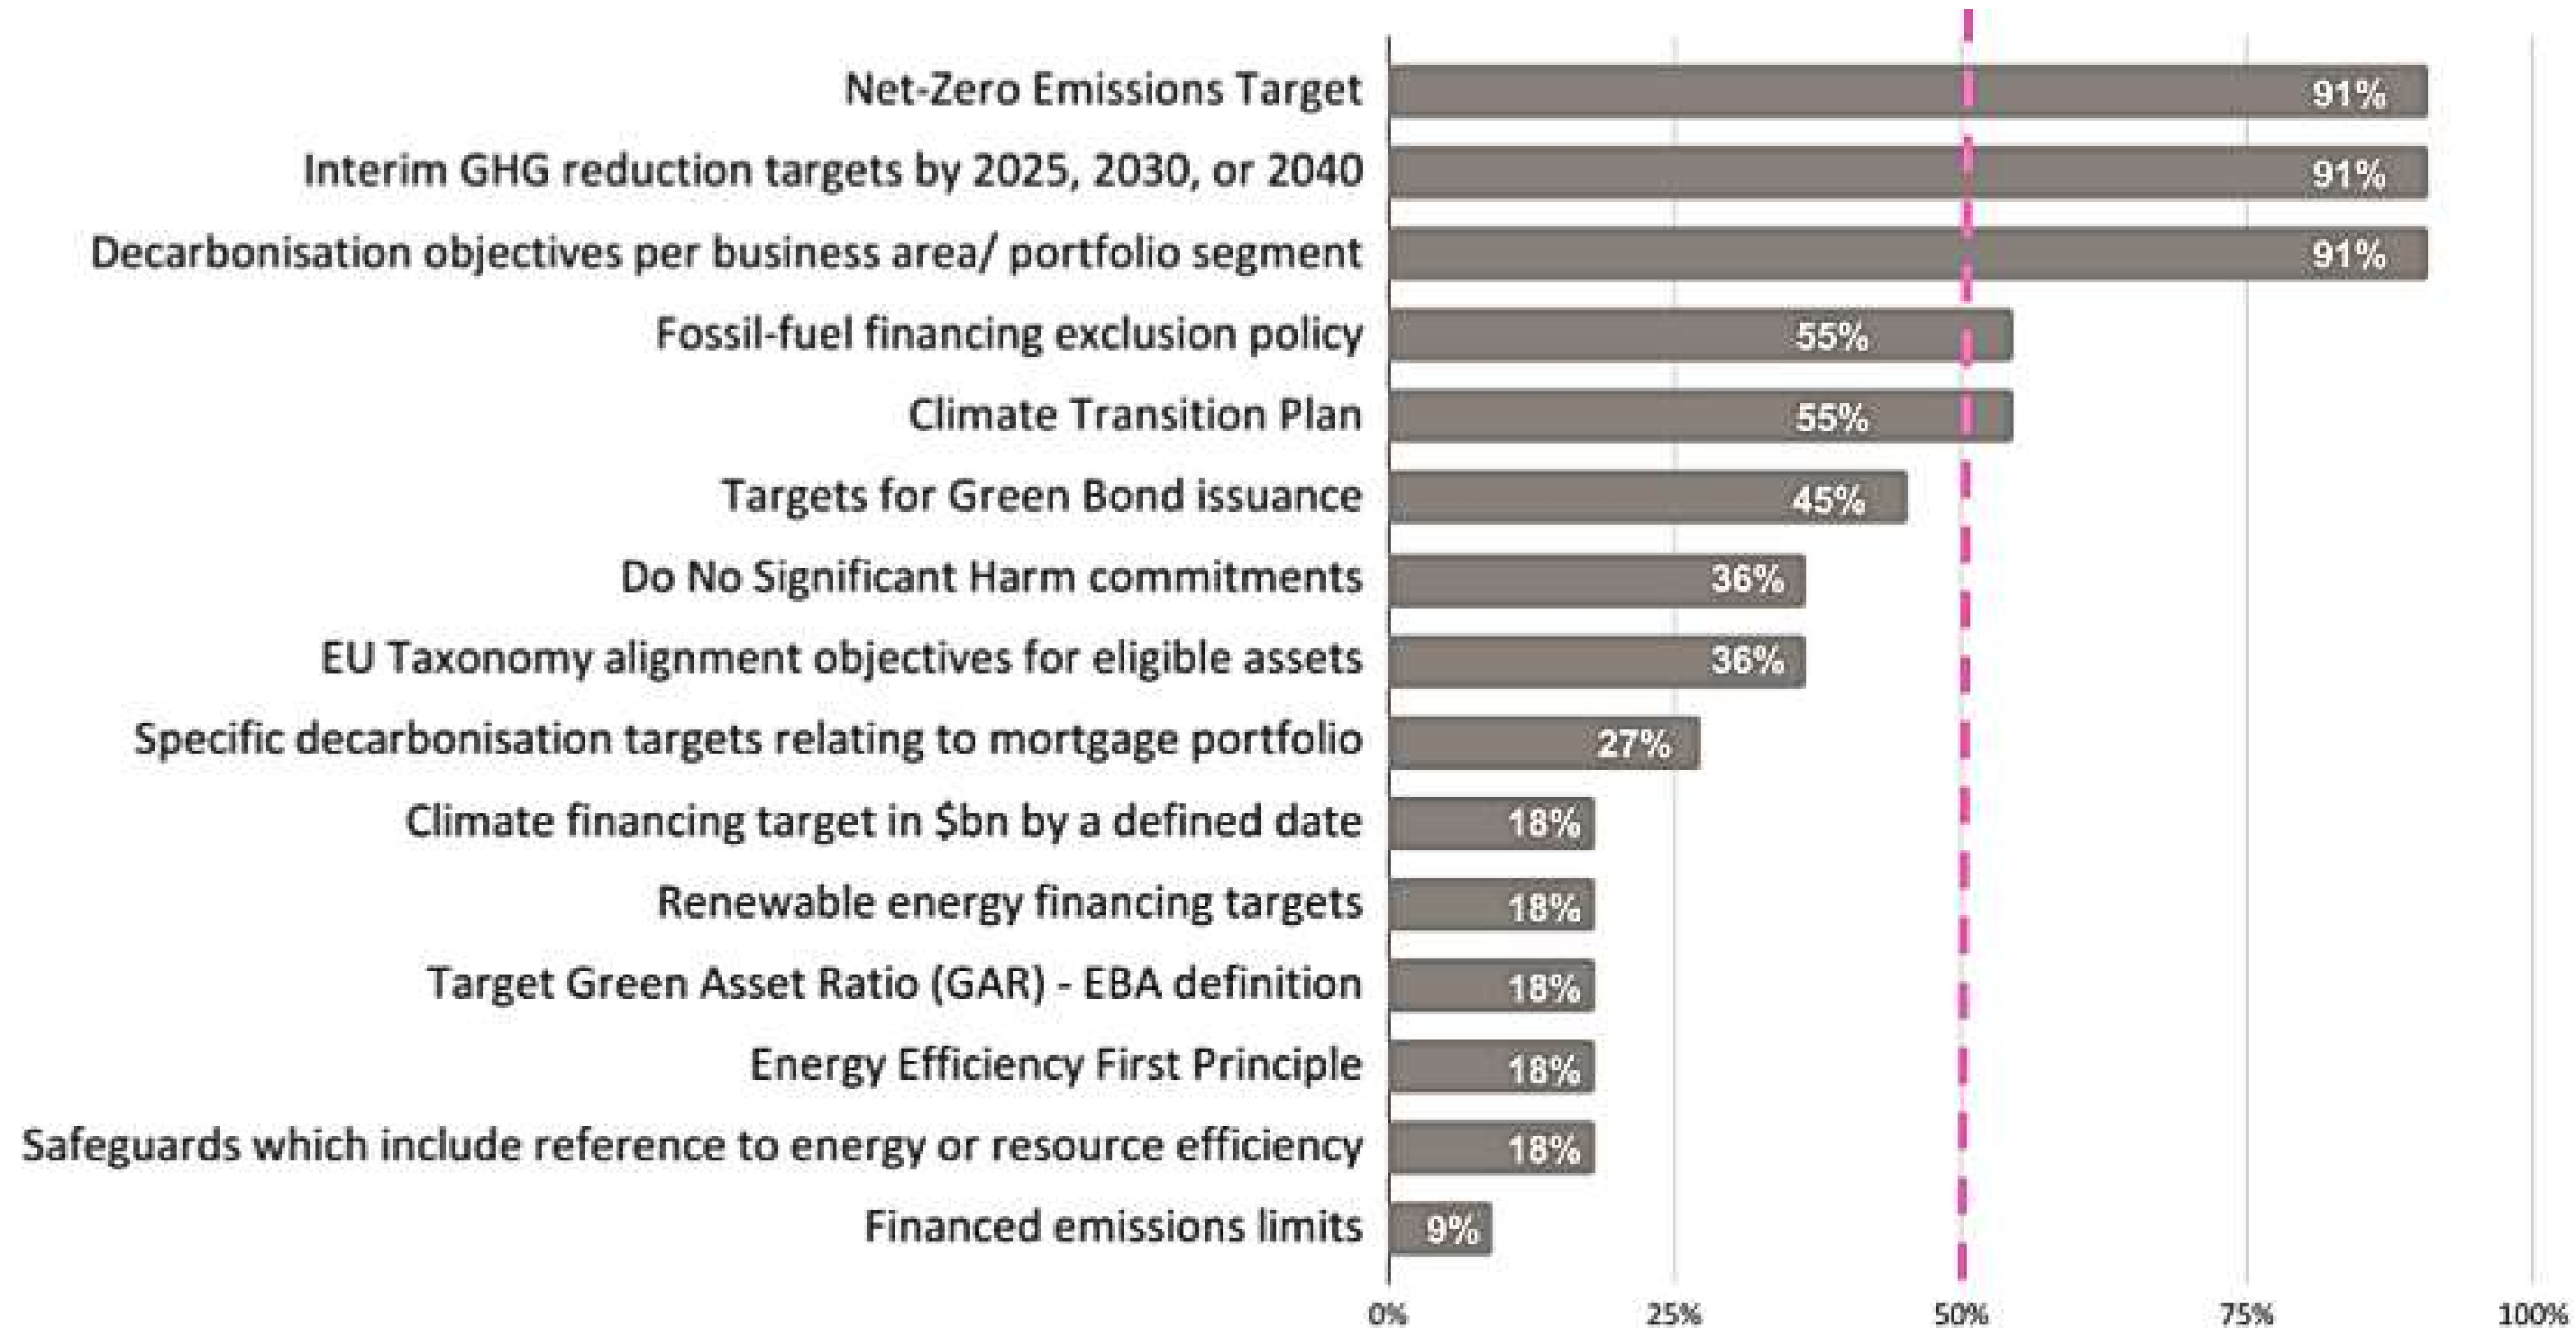 Net-Zero Emissions Target 91%
Interim GHG reduction targets by 2025, 2030, or 2040 91%
Decarbonisation objectives per business area/ portfolio segment 91%
Fossil-fuel financing exclusion policy 55%
Climate Transition Plan 55%
Targets for Green Bond issuance 45%
Do No Significant Harm commitments 36%
EU Taxonomy alignment objectives for eligible assets 36%
Specific decarbonisation targets relating to mortgage portfolio 27%
Climate financing target in $bn by a defined date 18%
Renewable energy financing targets 18%
Target Green Asset Ratio (GAR) - EBA definition 18%
Energy Efficiency First Principle 18%
Safeguards which include reference to energy or resource efficiency 18%
Financed emissions limits 9%
0% 25% 50% 75% 100%